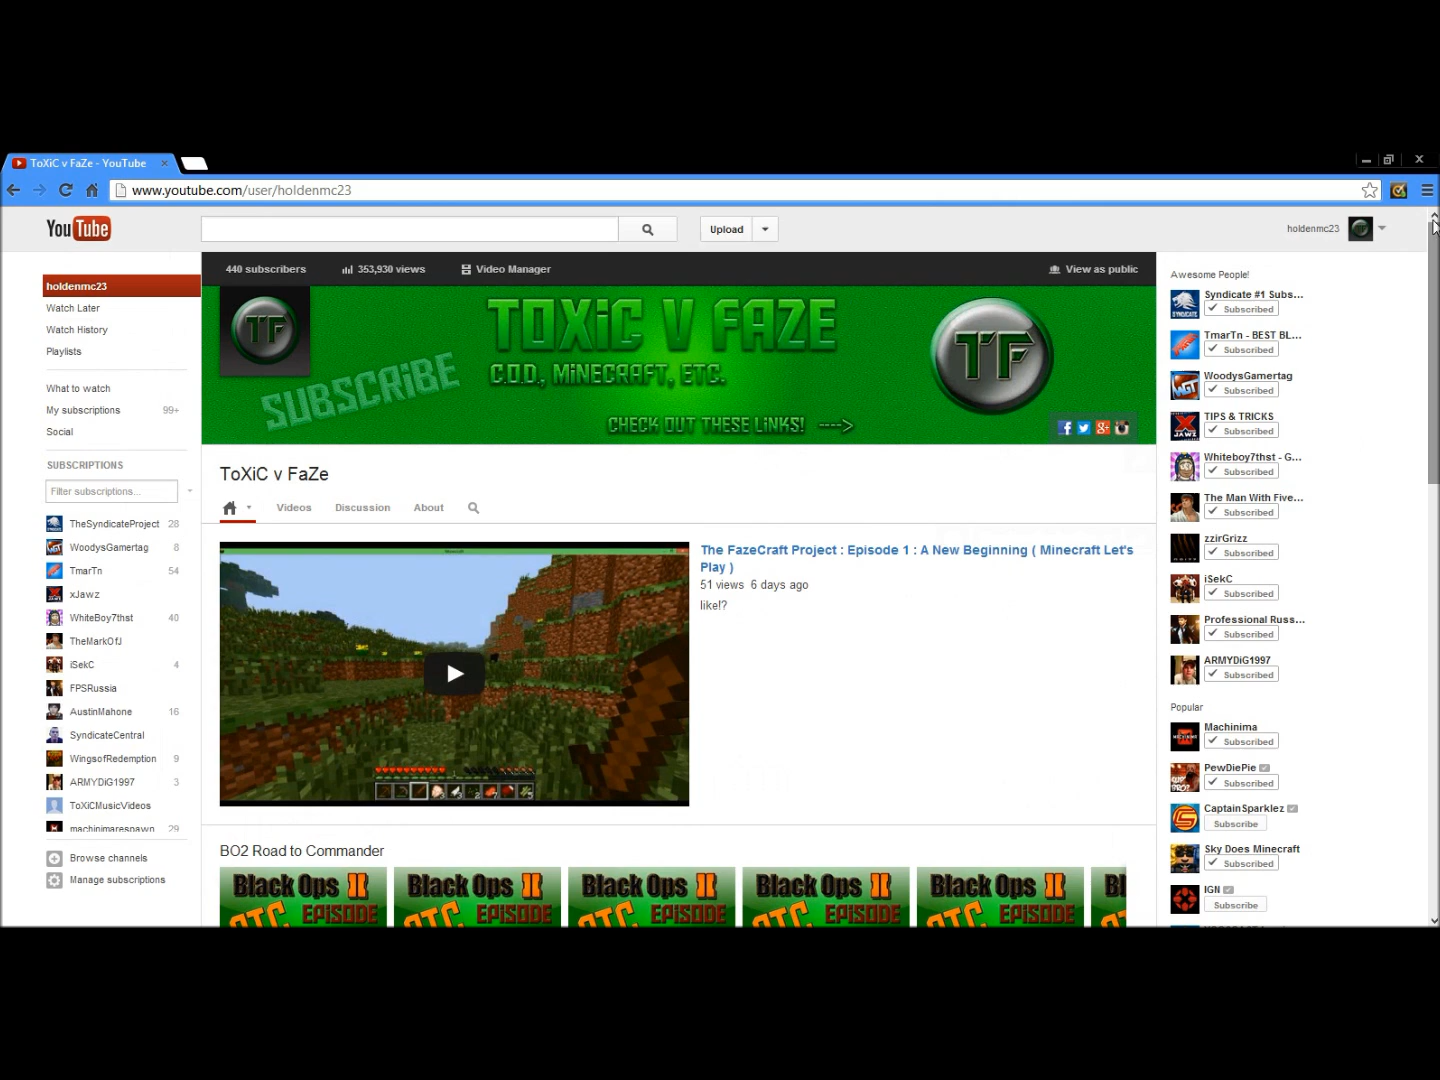 ToXiC v FaZe - YouTube
www.youtube.com/user/holdenmc23
YouTube
Upload
holdenmc23
440 subscribers
353,930 views
Video Manager
View as public
holdenmc23
Watch Later
Watch History
Playlists
What to watch
My subscriptions 99+
Social
SUBSCRIPTIONS
Filter subscriptions...
TheSyndicateProject 28
WoodysGamertag 8
TmarTn 54
xJawz
WhiteBoy7thst 40
TheMarkOfJ
iSekC 4
FPSRussia
AustinMahone 16
SyndicateCentral
WingsofRedemption 9
ARMYDiG1997 3
ToXiCMusicVideos
machinimarespawn 29
Browse channels
Manage subscriptions
TF
TOXiC V FAZE
C.O.D., MiNECRAFT, ETC.
SUBSCRiBE
CHECK OUT THESE LiNKS! ---->
TF
ToXiC v FaZe
Videos
Discussion
About
The FazeCraft Project : Episode 1 : A New Beginning ( Minecraft Let's
Play )
51 views 6 days ago
like!?
BO2 Road to Commander
Black Ops II
RTC EPISODE
Black Ops II
RTC EPISODE
Black Ops II
RTC EPISODE
Black Ops II
RTC EPISODE
Black Ops II
RTC EPISODE
Awesome People!
Syndicate #1 Subs...
Subscribed
TmarTn - BEST BL...
Subscribed
WoodysGamertag
Subscribed
TIPS & TRICKS
Subscribed
Whiteboy7thst - G...
Subscribed
The Man With Five...
Subscribed
zzirGrizz
Subscribed
iSekC
Subscribed
Professional Russ...
Subscribed
ARMYDiG1997
Subscribed
Popular
Machinima
Subscribed
PewDiePie
Subscribed
CaptainSparklez
Subscribe
Sky Does Minecraft
Subscribed
IGN
Subscribe